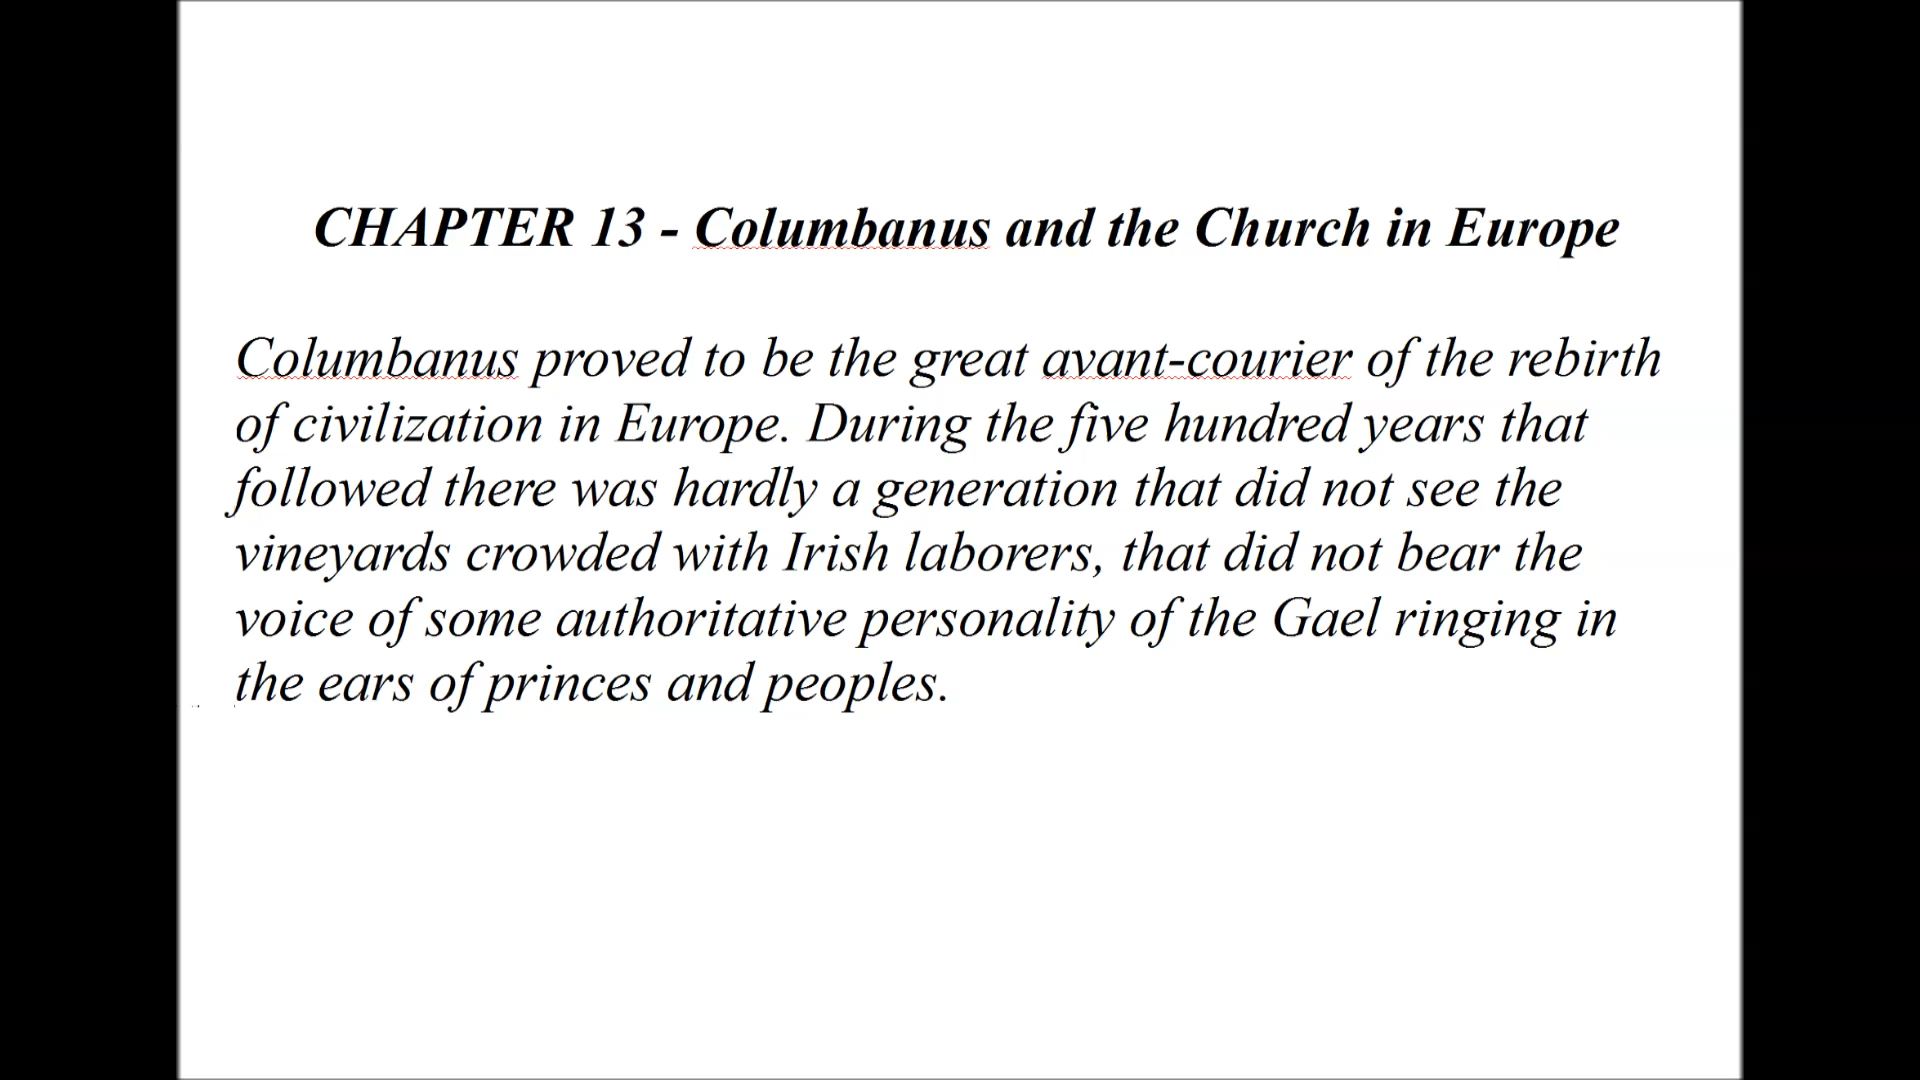 CHAPTER 13 - Columbanus and the Church in Europe
Columbanus proved to be the great avant-courier of the rebirth
of civilization in Europe. During the five hundred years that
followed there was hardly a generation that did not see the
vineyards crowded with Irish laborers, that did not bear the
voice of some authoritative personality of the Gael ringing in
the ears of princes and peoples.